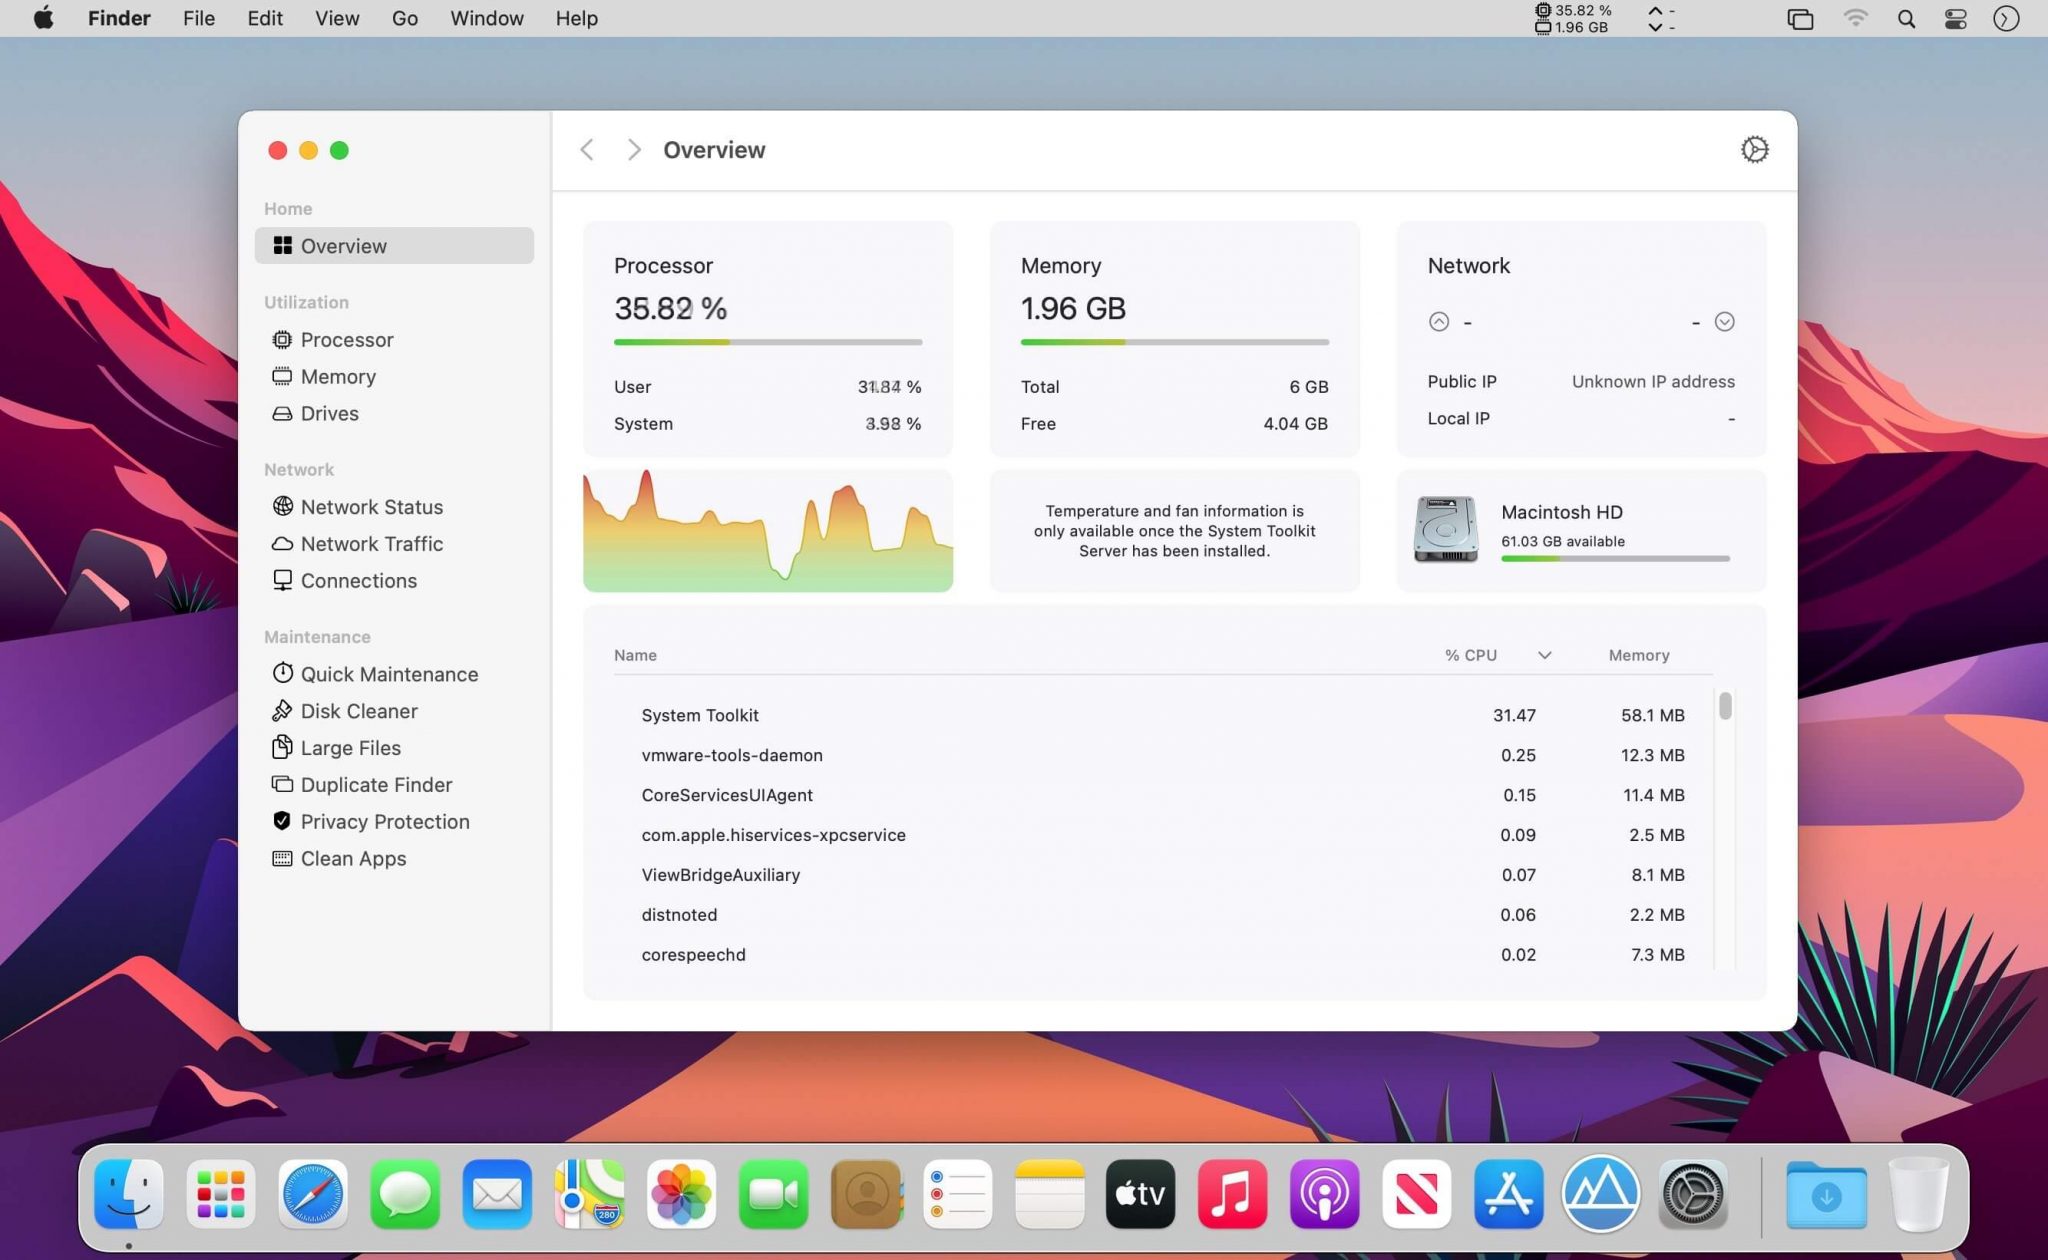 Finder File Edit View Go Window Help
35.82 %
1.96 GB
-
-
Overview
Home
Overview
Utilization
Processor
Memory
Drives
Network
Network Status
Network Traffic
Connections
Maintenance
Quick Maintenance
Disk Cleaner
Large Files
Duplicate Finder
Privacy Protection
Clean Apps
Processor
35.82 %
User
System
Memory
1.96 GB
Total 6 GB
Free 4.04 GB
Network
- -
Public IP Unknown IP address
Local IP -
Temperature and fan information is
only available once the System Toolkit
Server has been installed.
Macintosh HD
61.03 GB available
Name % CPU Memory
System Toolkit 31.47 58.1 MB
vmware-tools-daemon 0.25 12.3 MB
CoreServicesUIAgent 0.15 11.4 MB
com.apple.hiservices-xpcservice 0.09 2.5 MB
ViewBridgeAuxiliary 0.07 8.1 MB
distnoted 0.06 2.2 MB
corespeechd 0.02 7.3 MB
280
tv